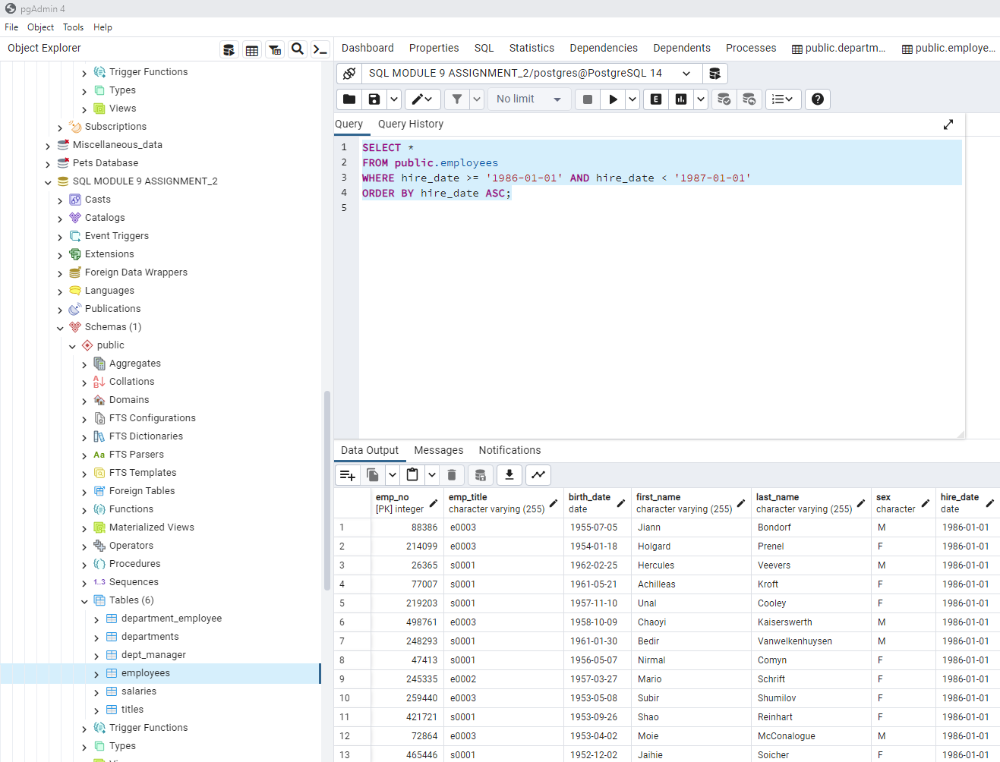 pgAdmin 4
File Object Tools Help
Object Explorer
Trigger Functions
Types
Views
Subscriptions
Miscellaneous_data
Pets Database
SQL MODULE 9 ASSIGNMENT_2
Casts
Catalogs
Event Triggers
Extensions
Foreign Data Wrappers
Languages
Publications
Schemas (1)
public
Aggregates
Collations
Domains
FTS Configurations
FTS Dictionaries
Aa FTS Parsers
FTS Templates
Foreign Tables
Functions
Materialized Views
Operators
Procedures
1..3 Sequences
Tables (6)
department_employee
departments
dept_manager
employees
salaries
titles
Trigger Functions
Types
Dashboard Properties SQL Statistics Dependencies Dependents Processes public.departm... public.employe...
SQL MODULE 9 ASSIGNMENT_2/postgres@PostgreSQL 14
No limit E
Query Query History
1 SELECT *
2 FROM public.employees
3 WHERE hire_date >= '1986-01-01' AND hire_date < '1987-01-01'
4 ORDER BY hire_date ASC;
5
Data Output Messages Notifications
emp_no emp_title birth_date first_name last_name sex hire_date
[PK] integer character varying (255) date character varying (255) character varying (255) character date
1 88386 e0003 1955-07-05 Jiann Bondorf M 1986-01-01
2 214099 e0003 1954-01-18 Holgard Prenel F 1986-01-01
3 26365 s0001 1962-02-25 Hercules Veevers M 1986-01-01
4 77007 s0001 1961-05-21 Achilleas Kroft F 1986-01-01
5 219203 s0001 1957-11-10 Unal Cooley F 1986-01-01
6 498761 e0003 1958-10-09 Chaoyi Kaiserswerth M 1986-01-01
7 248293 s0001 1961-01-30 Bedir Vanwelkenhuysen M 1986-01-01
8 47413 s0001 1956-05-07 Nirmal Comyn F 1986-01-01
9 245335 e0002 1957-03-27 Mario Schrift F 1986-01-01
10 259440 e0003 1953-05-08 Subir Shumilov F 1986-01-01
11 421721 s0001 1953-09-26 Shao Reinhart F 1986-01-01
12 72864 e0003 1953-04-02 Moie McConalogue M 1986-01-01
13 465446 s0001 1952-12-02 Jaihie Soicher F 1986-01-01